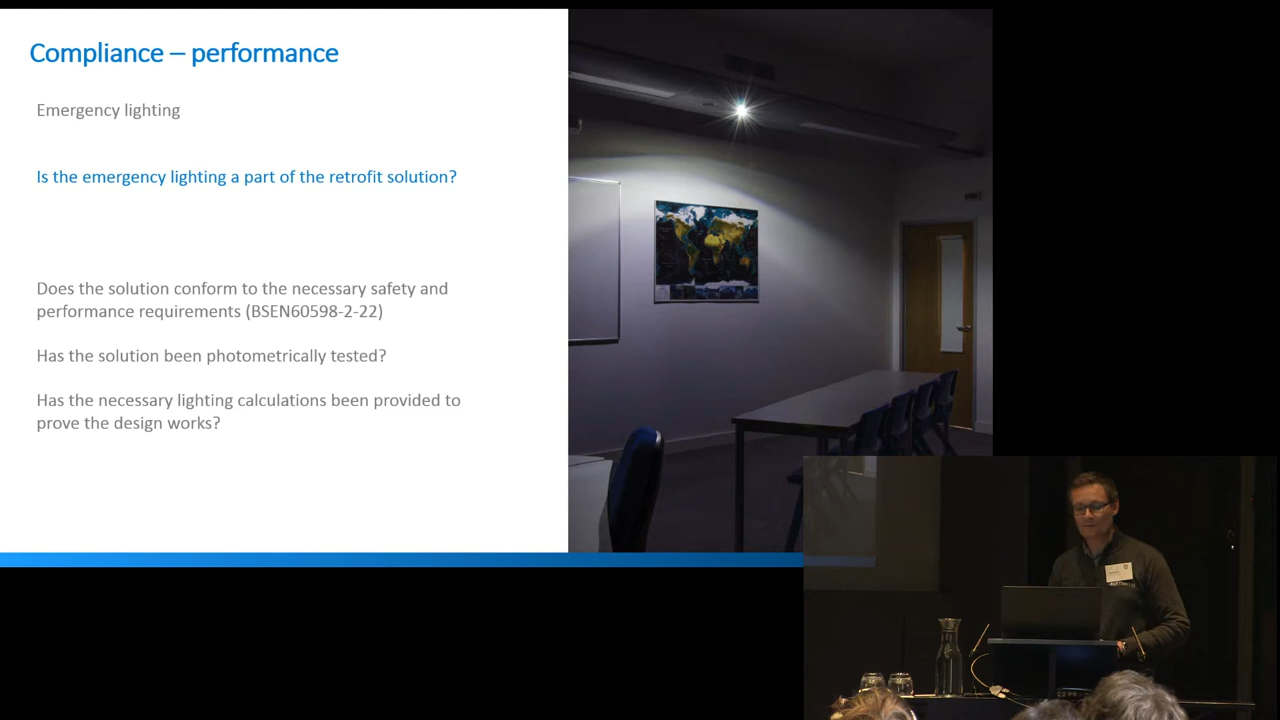 Compliance – performance
Emergency lighting
Is the emergency lighting a part of the retrofit solution?
Does the solution conform to the necessary safety and
performance requirements (BSEN60598-2-22)
Has the solution been photometrically tested?
Has the necessary lighting calculations been provided to
prove the design works?